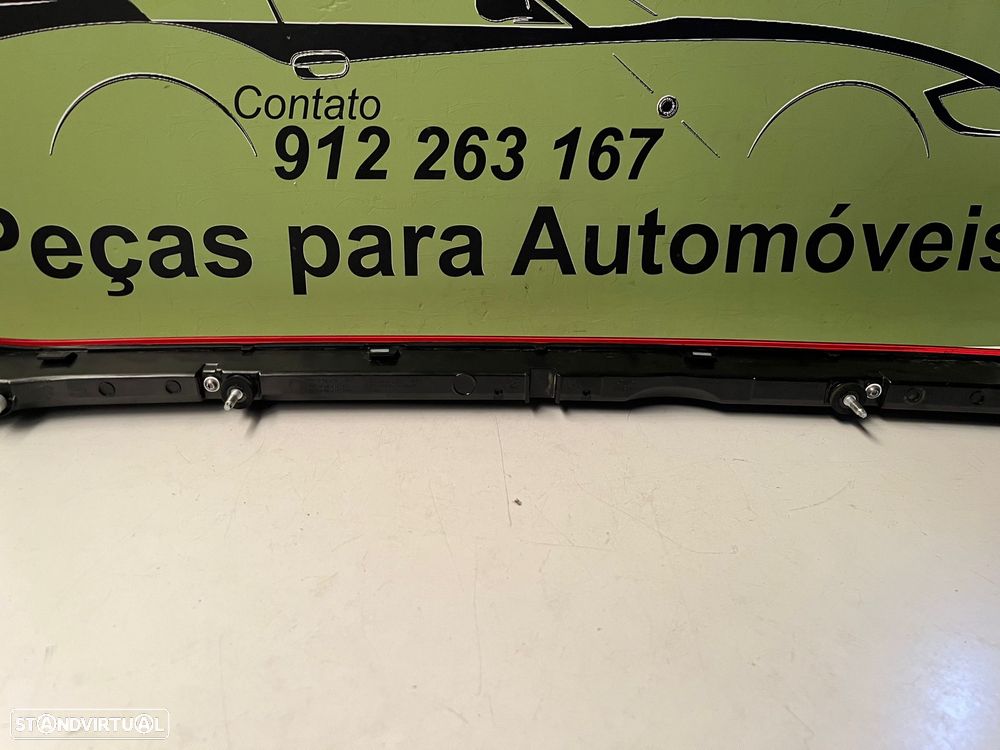 Contato
912 263 167
Peças para Automóveis
STANDVIRTUAL